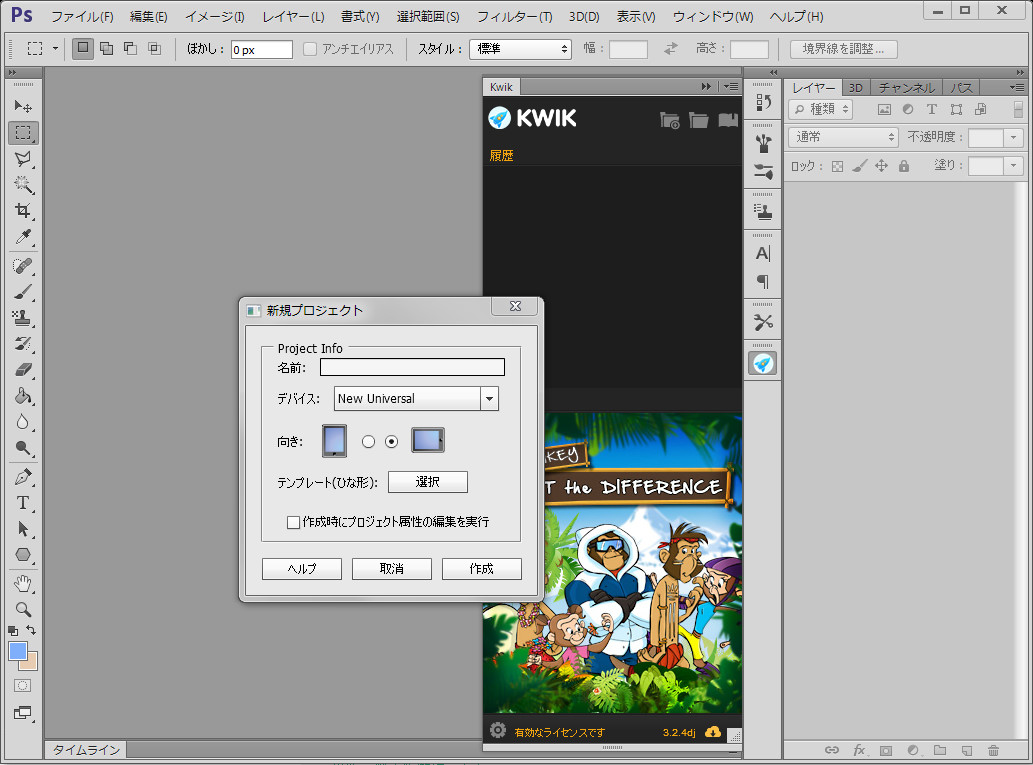 Ps ファイル(F) 編集(E) イメージ(I) レイヤー(L) 書式(Y) 選択範囲(S) フィルター(T) 3D(D) 表示(V) ウィンドウ(W) ヘルプ(H)
ぼかし : 0 px アンチエイリアス スタイル : 標準 幅 : 高さ : 境界線を調整...
Kwik
KWIK
履歴
レイヤー 3D チャンネル パス
種類
通常 不透明度 :
ロック : 塗り :
新規プロジェクト
Project Info
名前:
デバイス: New Universal
向き:
テンプレート(ひな形): 選択
作成時にプロジェクト属性の編集を実行
ヘルプ 取消 作成
KEY
T the DIFFERENCE
有効なライセンスです 3.2.4dj
タイムライン